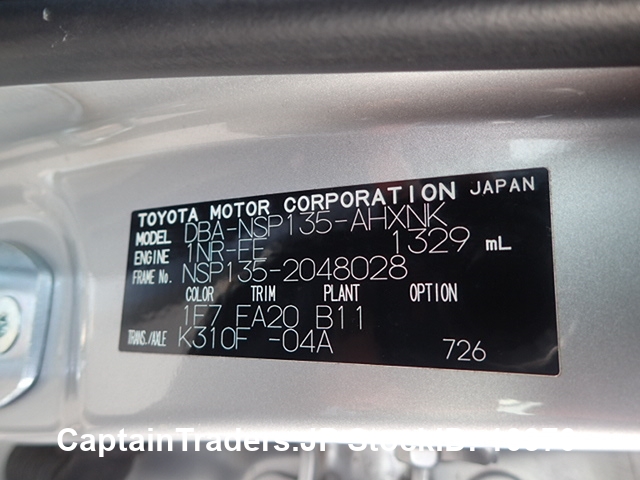 TOYOTA MOTOR CORPORATION JAPAN
MODEL DBA-NSP135-AHXNK
ENGINE 1NR-FE 1329 mL
FRAME No. NSP135-2048028
COLOR TRIM PLANT OPTION
1F7 FA20 B11
TRANS./AXLE K310F -04A
726
CaptainTraders.JP